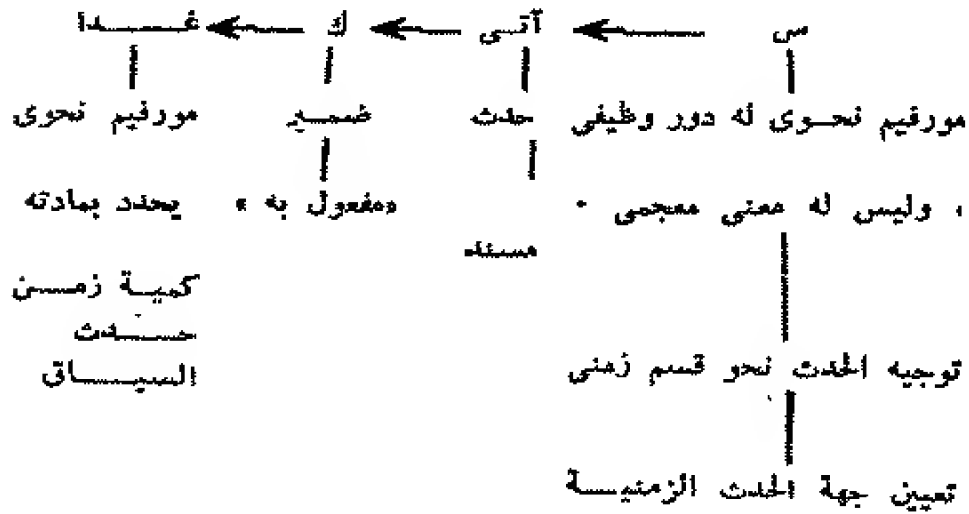 س آتى ك غدا
مورفيم نحوى له دور وظيفى حدث ضمير مورفيم نحوى
، وليس له معنى معجمى . «مفعول به » يحدد بمادته
مسند
كمية زمن
حدث
توجيه الحدث نحو قسم زمنى السياق
تعيين جهة الحدث الزمنية